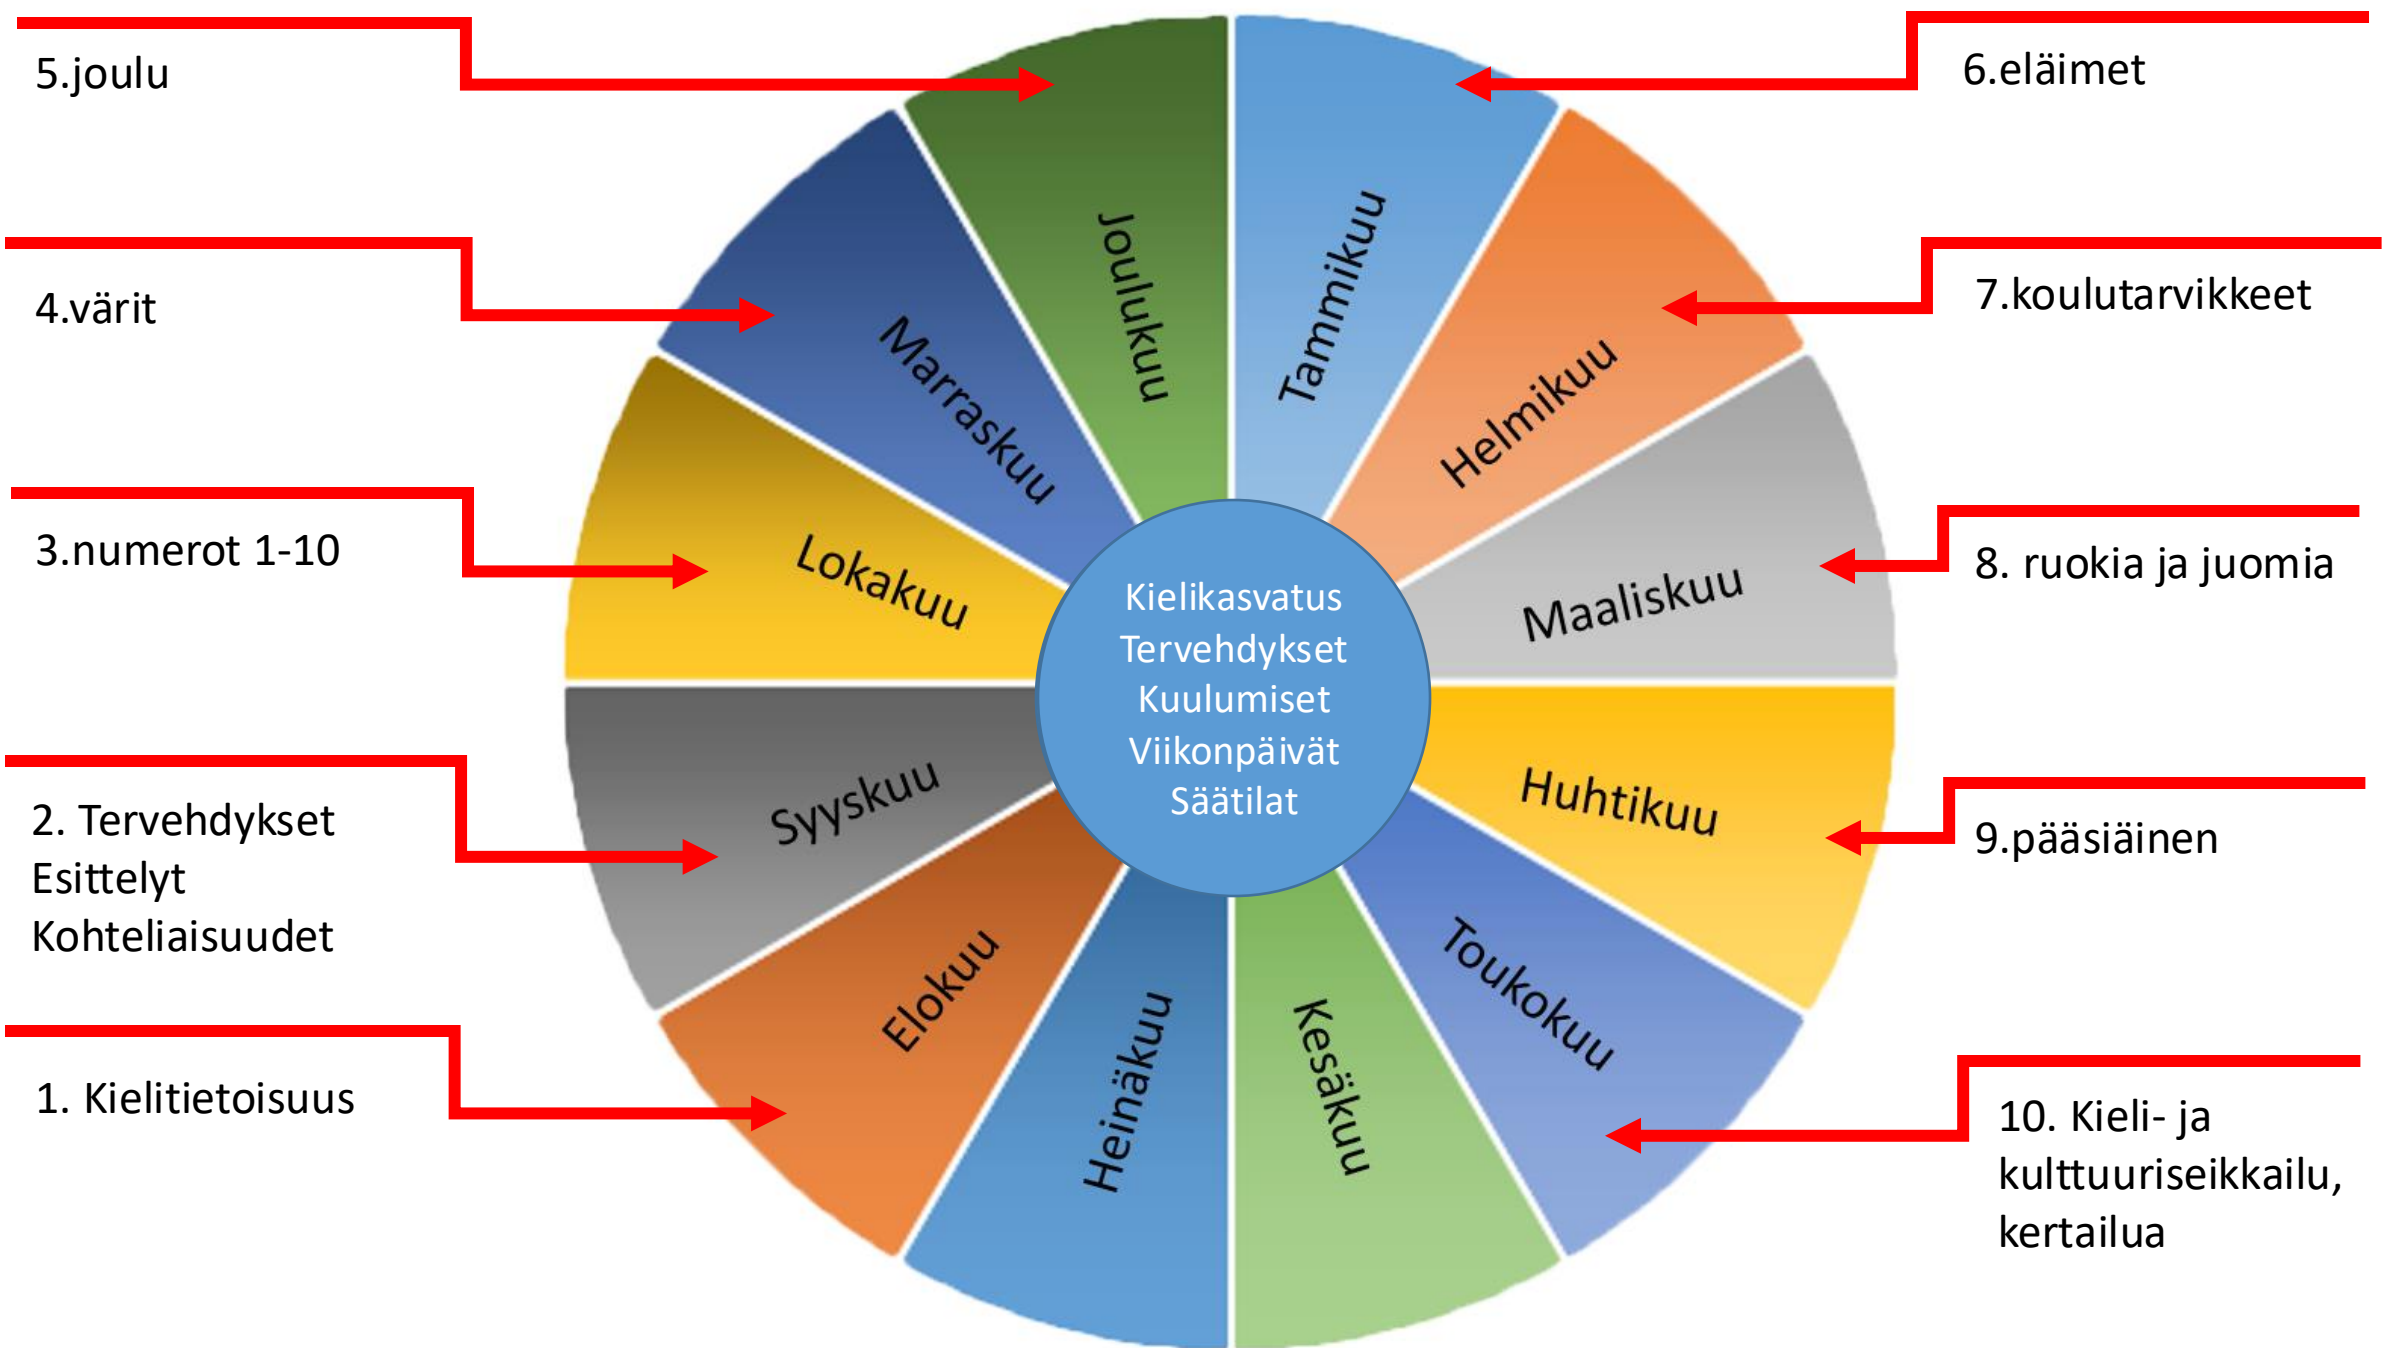 5.joulu
4.värit
3.numerot 1-10
2. Tervehdykset
Esittelyt
Kohteliaisuudet
1. Kielitietoisuus
Joulukuu
Marraskuu
Lokakuu
Syyskuu
Elokuu
Heinäkuu
Kesäkuu
Toukokuu
Huhtikuu
Maaliskuu
Helmikuu
Tammikuu
Kielikasvatus
Tervehdykset
Kuulumiset
Viikonpäivät
Säätilat
6.eläimet
7.koulutarvikkeet
8. ruokia ja juomia
9.pääsiäinen
10. Kieli- ja
kulttuuriseikkailu,
kertailua